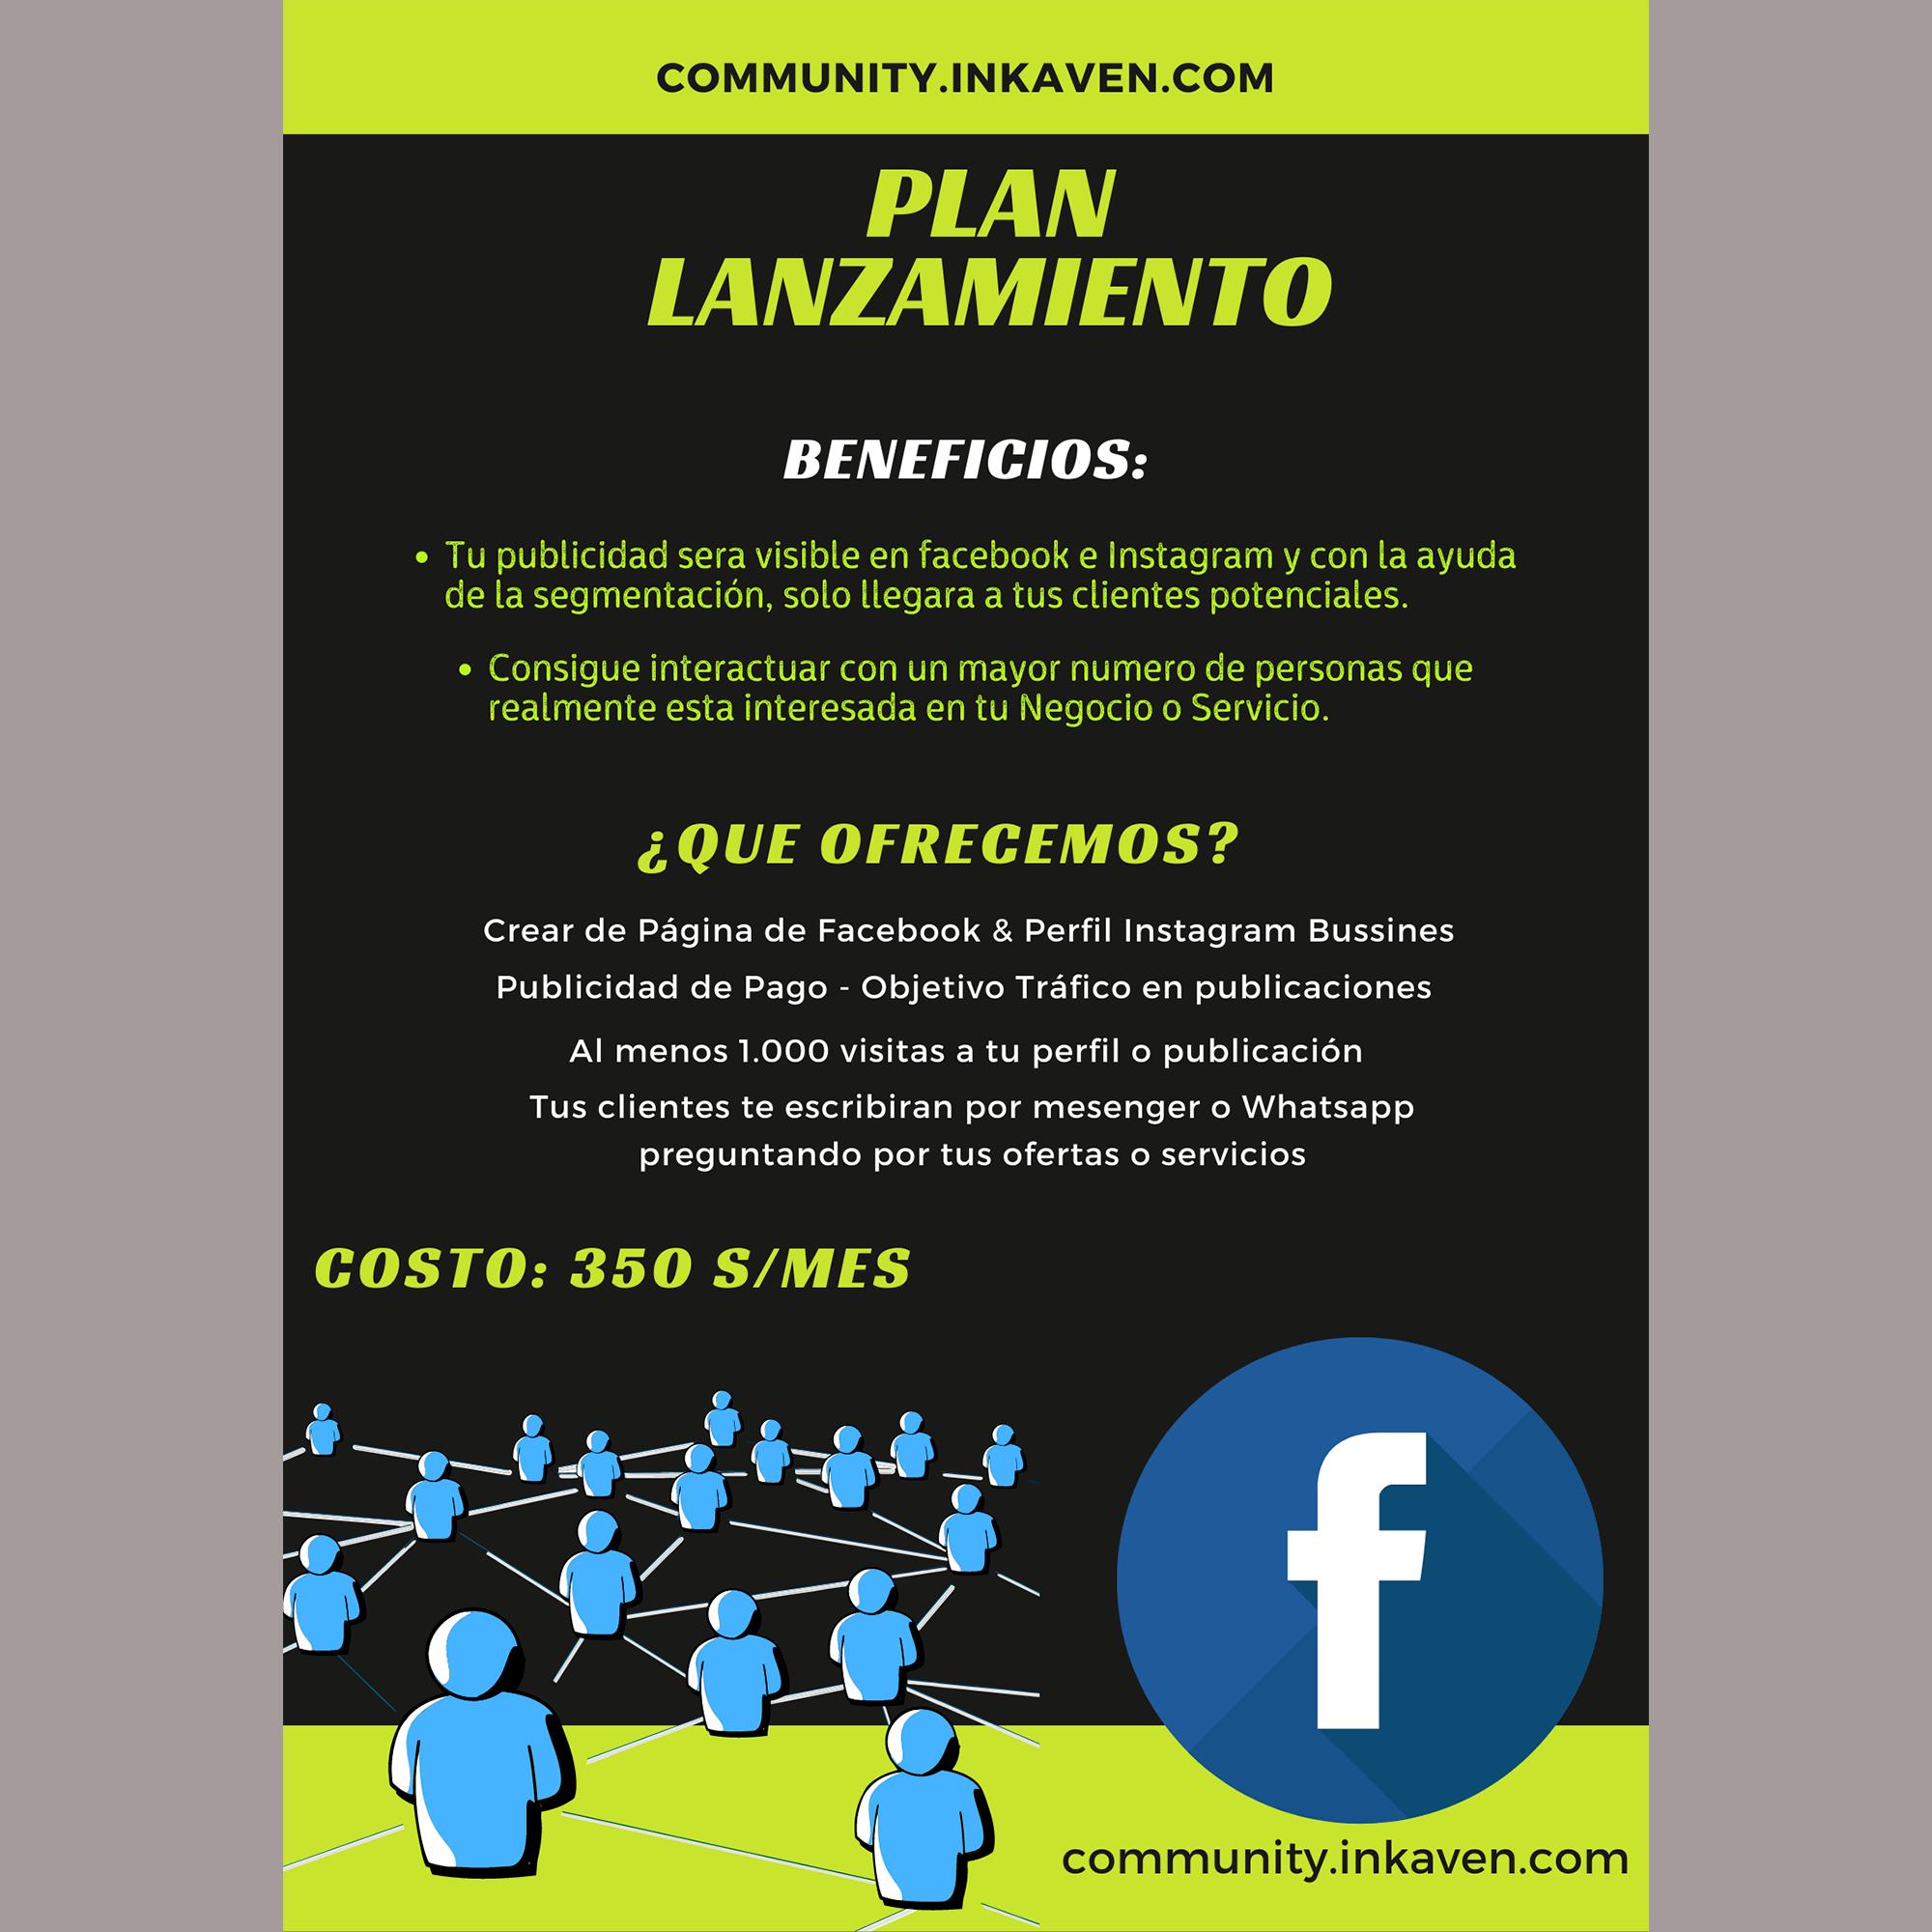 COMMUNITY.INKAVEN.COM
PLAN
LANZAMIENTO
BENEFICIOS:
• Tu publicidad sera visible en facebook e Instagram y con la ayuda
de la segmentación, solo llegara a tus clientes potenciales.
• Consigue interactuar con un mayor numero de personas que
realmente esta interesada en tu Negocio o Servicio.
¿QUE OFRECEMOS?
Crear de Página de Facebook & Perfil Instagram Bussines
Publicidad de Pago - Objetivo Tráfico en publicaciones
Al menos 1.000 visitas a tu perfil o publicación
Tus clientes te escribiran por mesenger o Whatsapp
preguntando por tus ofertas o servicios
COSTO: 350 S/MES
f
community.inkaven.com